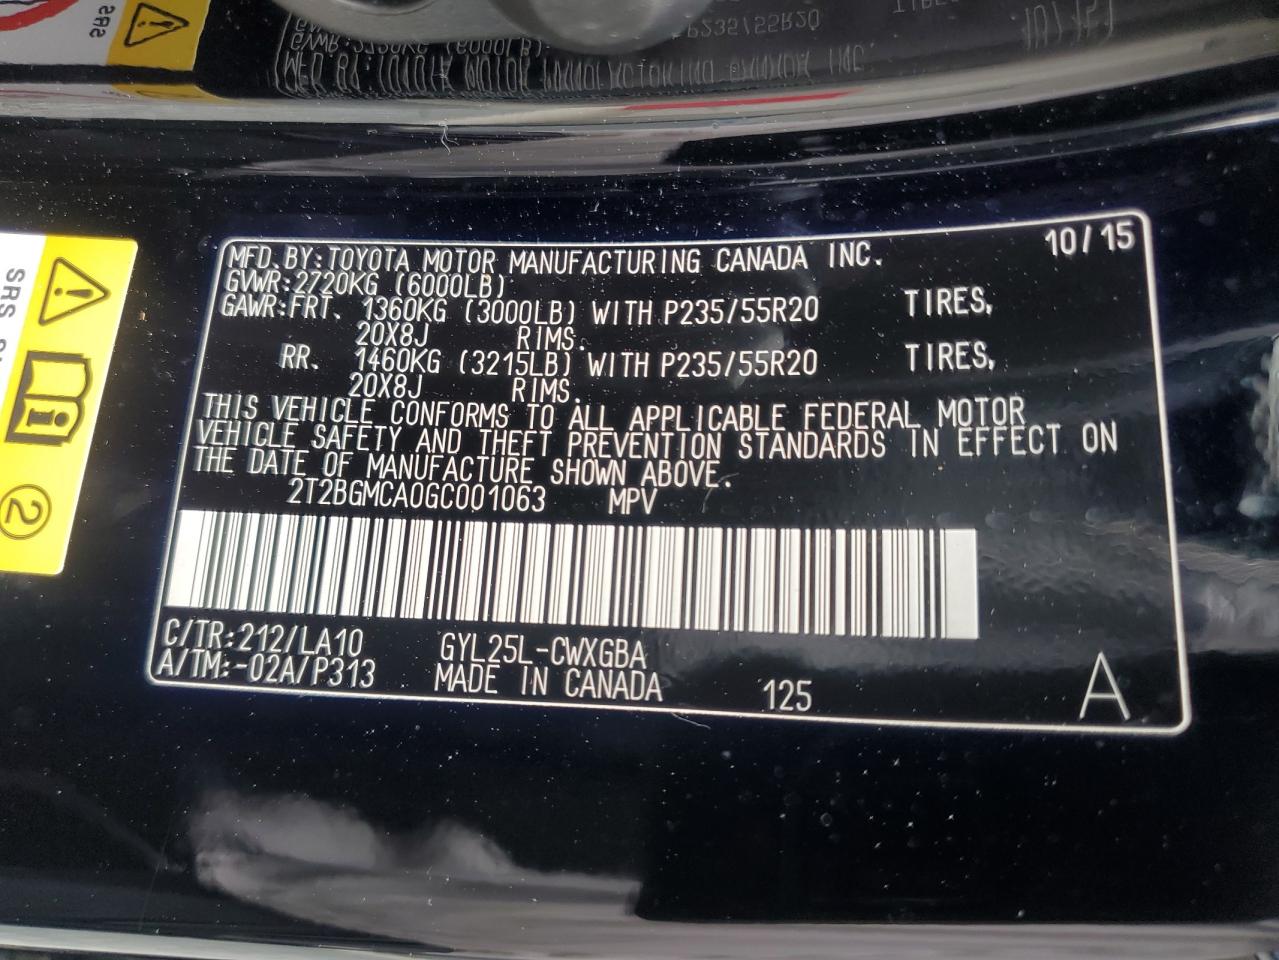 MFD.BY:TOYOTA MOTOR MANUFACTURING CANADA INC. 10/15
GVWR:2720KG (6000LB)
GAWR:FRT. 1360KG (3000LB) WITH P235/55R20 TIRES,
20X8J RIMS.
RR. 1460KG (3215LB) WITH P235/55R20 TIRES,
20X8J RIMS.
THIS VEHICLE CONFORMS TO ALL APPLICABLE FEDERAL MOTOR
VEHICLE SAFETY AND THEFT PREVENTION STANDARDS IN EFFECT ON
THE DATE OF MANUFACTURE SHOWN ABOVE.
2T2BGMCA0GC001063 MPV
C/TR:212/LA10 GYL25L-CWXGBA
A/TM:-02A/P313 MADE IN CANADA 125 A
SRS
2